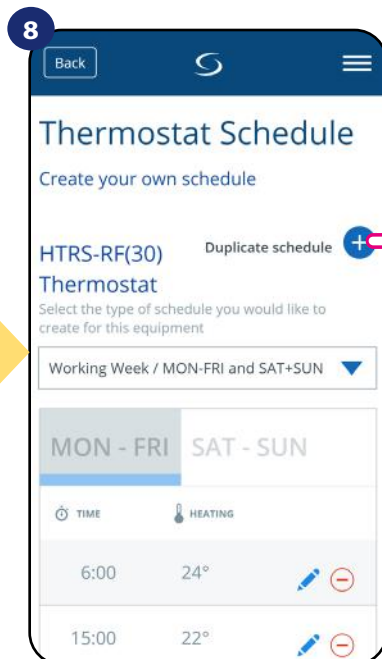 8
Back
Thermostat Schedule
Create your own schedule
HTRS-RF(30)
Thermostat
Duplicate schedule
Select the type of schedule you would like to
create for this equipment
Working Week / MON-FRI and SAT+SUN
MON - FRI SAT - SUN
TIME HEATING
6:00 24°
15:00 22°